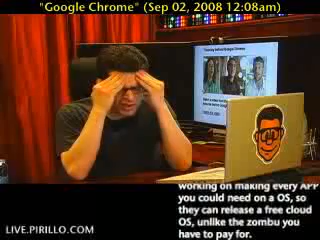 "Google Chrome" (Sep 02, 2008 12:08am)
LIVE.PIRILLO.COM
working on making every APP
you could need on a OS, so
they can release a free cloud
OS, unlike the zombu you
have to pay for.